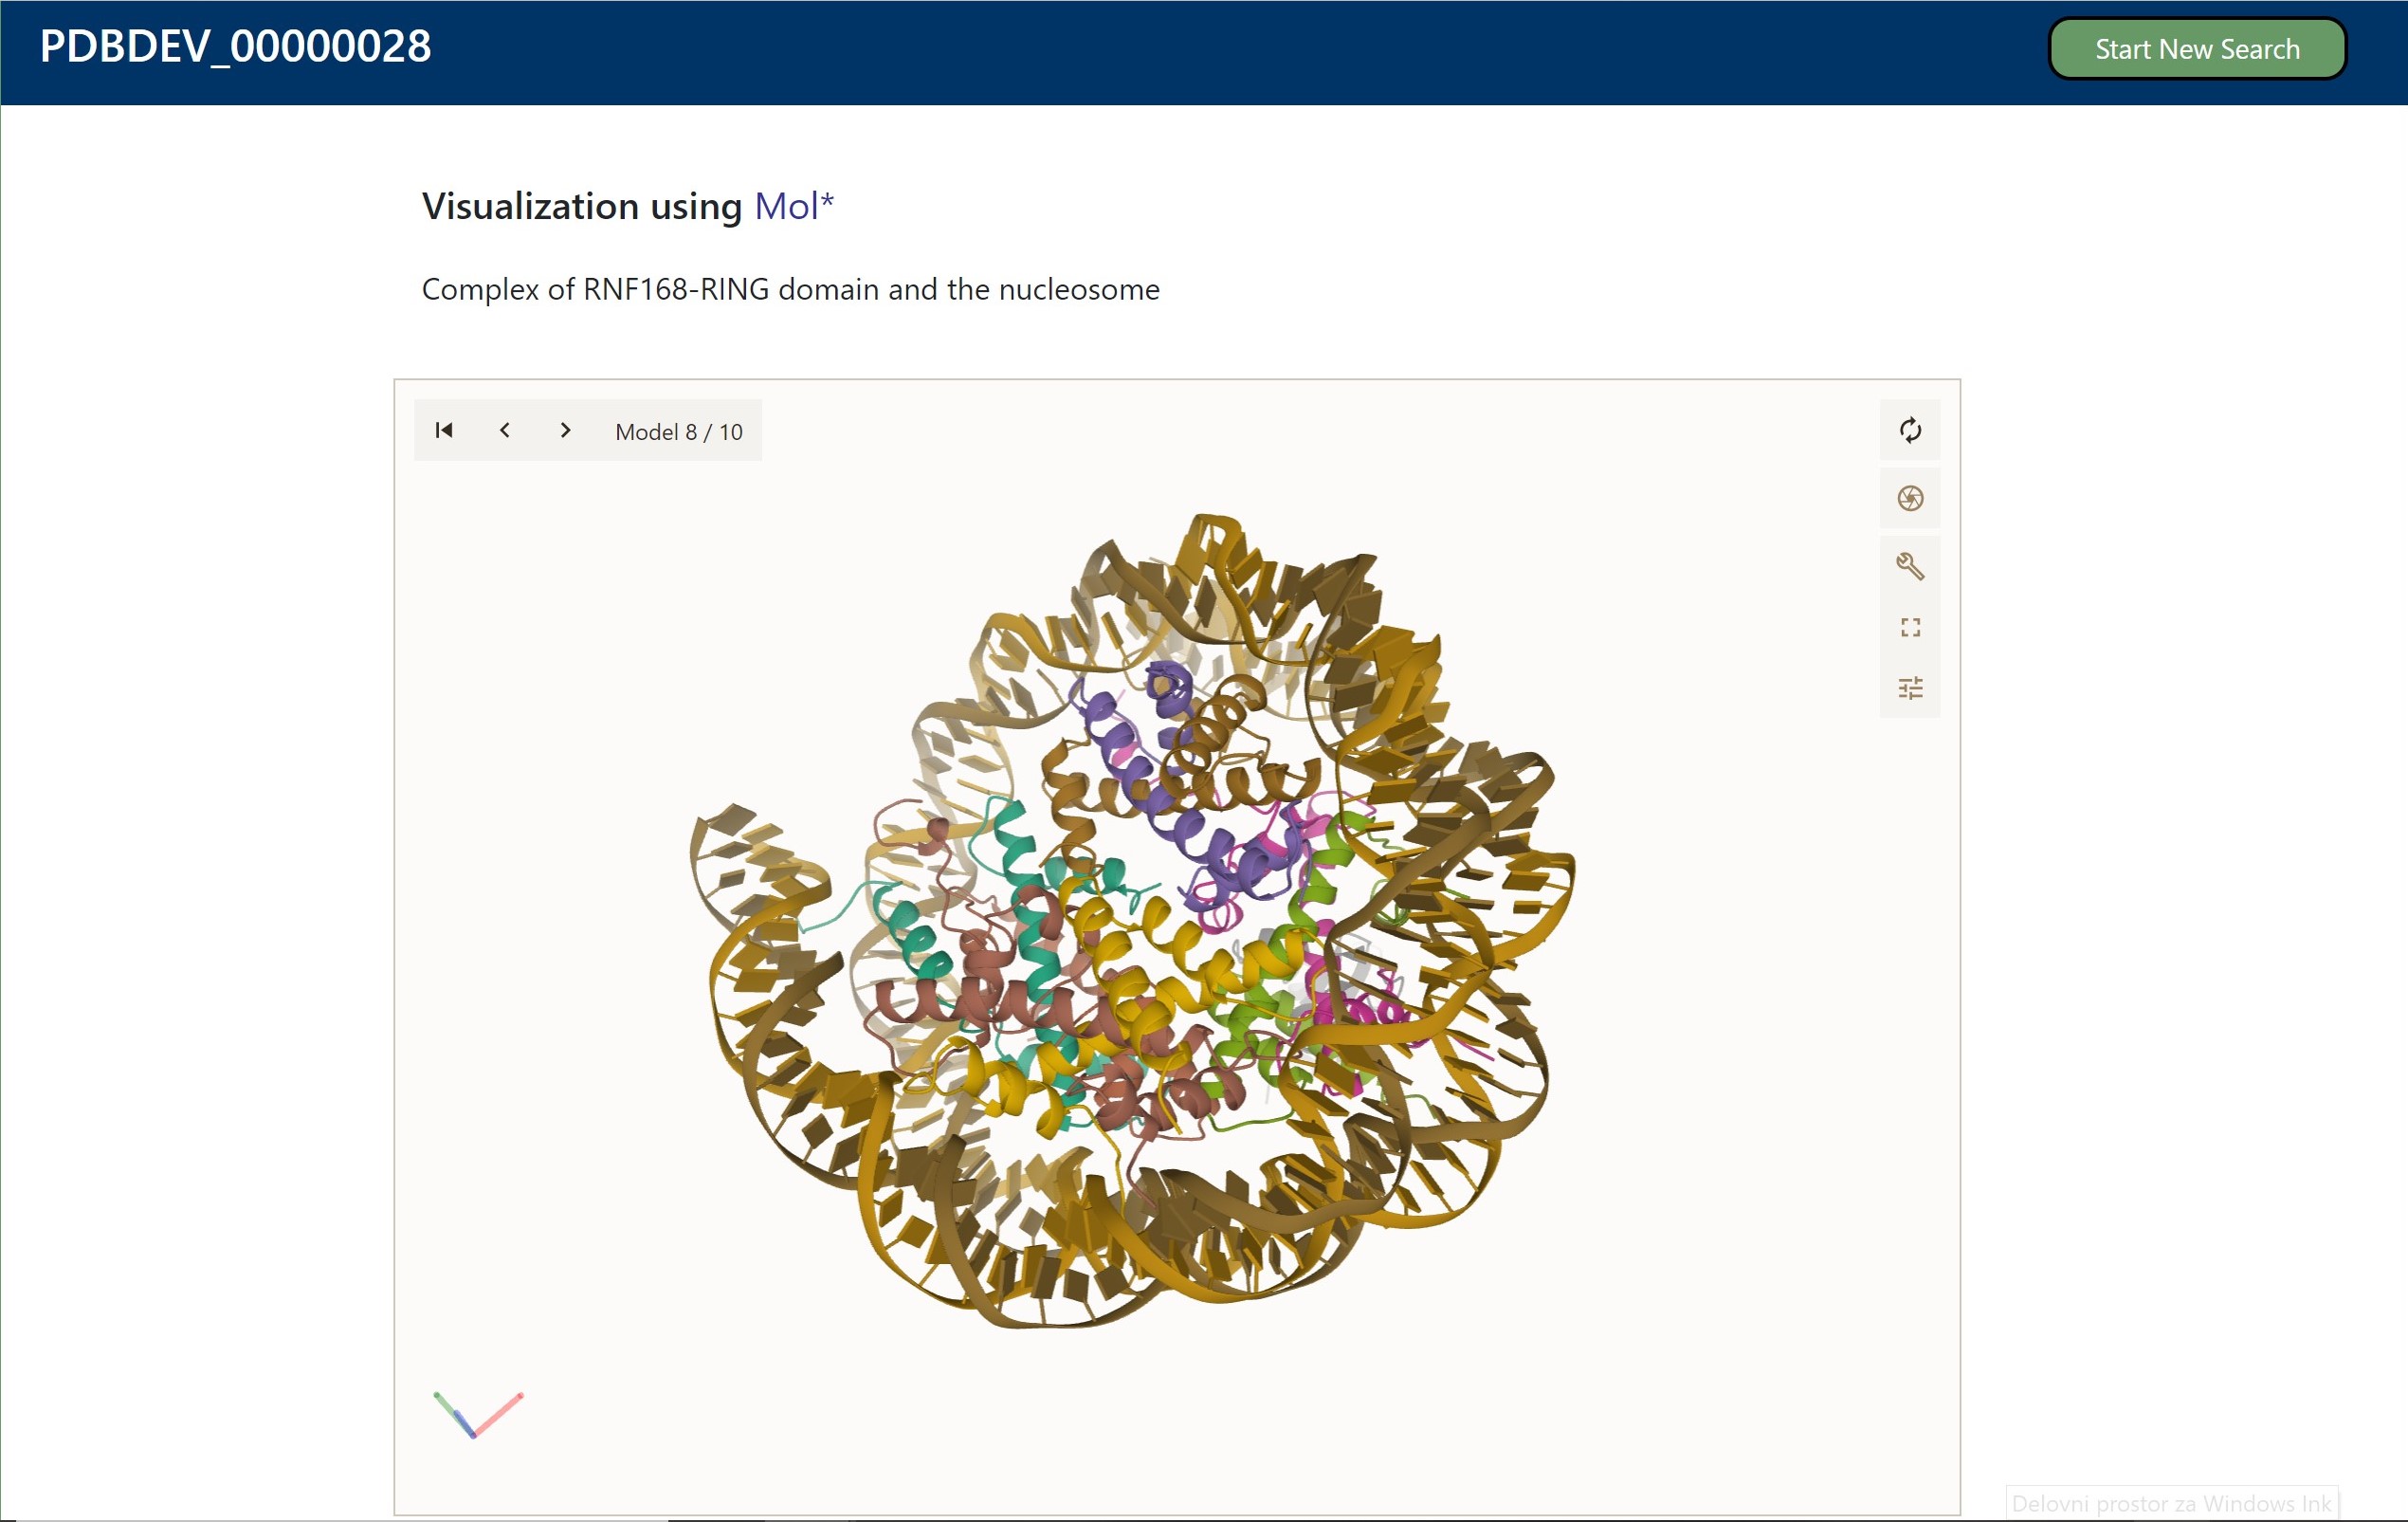 PDBDEV_00000028
Start New Search
Visualization using Mol*
Complex of RNF168-RING domain and the nucleosome
Model 8 / 10
Delovni prostor za Windows Ink